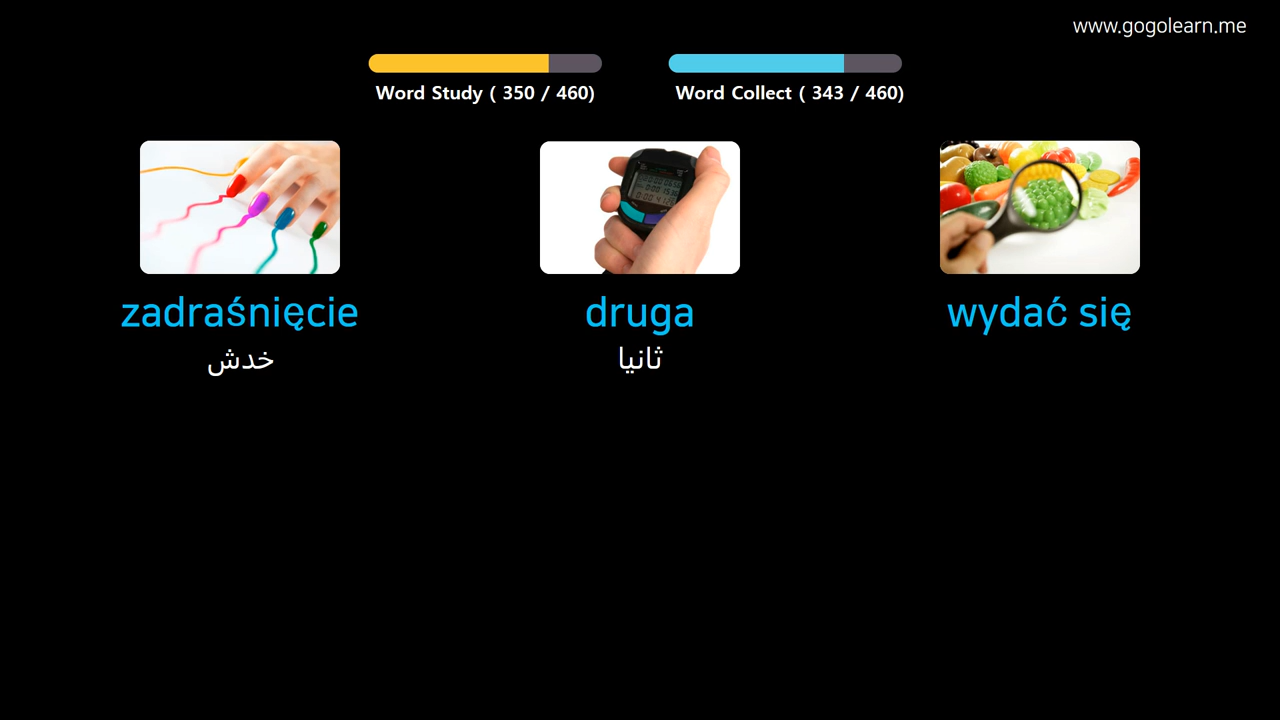 www.gogolearn.me
Word Study ( 350 / 460)
Word Collect ( 343 / 460)
zadraśnięcie
druga
wydać się
خدش
ثانيا